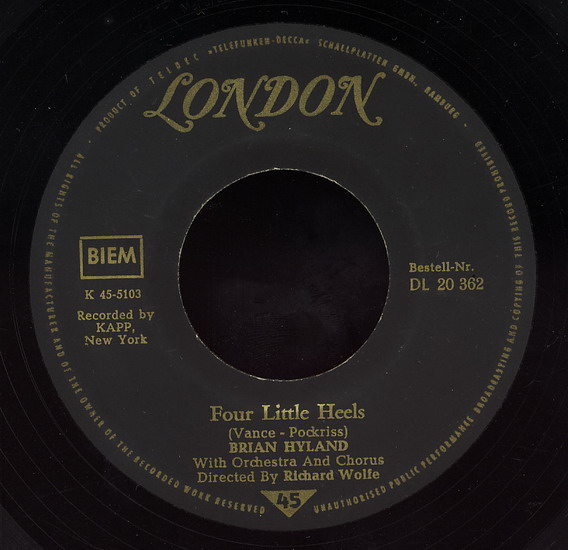 PRODUCT OF TELDEC »TELEFUNKEN-DECCA« SCHALLPLATTEN GMBH., HAMBURG
LONDON
BIEM
K 45-5103
Recorded by
KAPP,
New York
Bestell-Nr.
DL 20 362
Four Little Heels
(Vance - Pockriss)
BRIAN HYLAND
With Orchestra And Chorus
Directed By Richard Wolfe
45
ALL RIGHTS OF THE MANUFACTURER AND OF THE OWNER OF THE RECORDED WORK RESERVED
UNAUTHORISED PUBLIC PERFORMANCE BROADCASTING AND COPYING OF THIS RECORD PROHIBITED